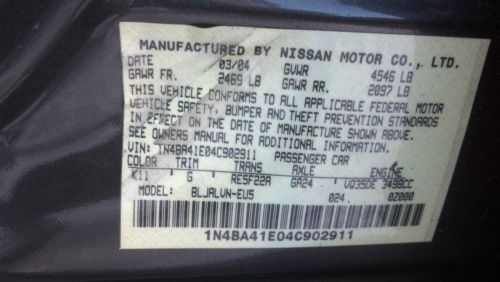 MANUFACTURED BY NISSAN MOTOR CO., LTD.
DATE 03/04 GVWR 4546 LB
GAWR FR. 2469 LB GAWR RR. 2097 LB
THIS VEHICLE CONFORMS TO ALL APPLICABLE FEDERAL MOTOR
VEHICLE SAFETY, BUMPER AND THEFT PREVENTION STANDARDS
IN EFFECT ON THE DATE OF MANUFACTURE SHOWN ABOVE.
SEE OWNERS MANUAL FOR ADDITIONAL INFORMATION.
VIN: 1N4BA41E04C902911 PASSENGER CAR
COLOR TRIM TRANS AXLE ENGINE
K11 G RE5F22A GA24 VQ35DE 3498CC
MODEL: BLJALVN-EU5 024. 0Z000
1N4BA41E04C902911